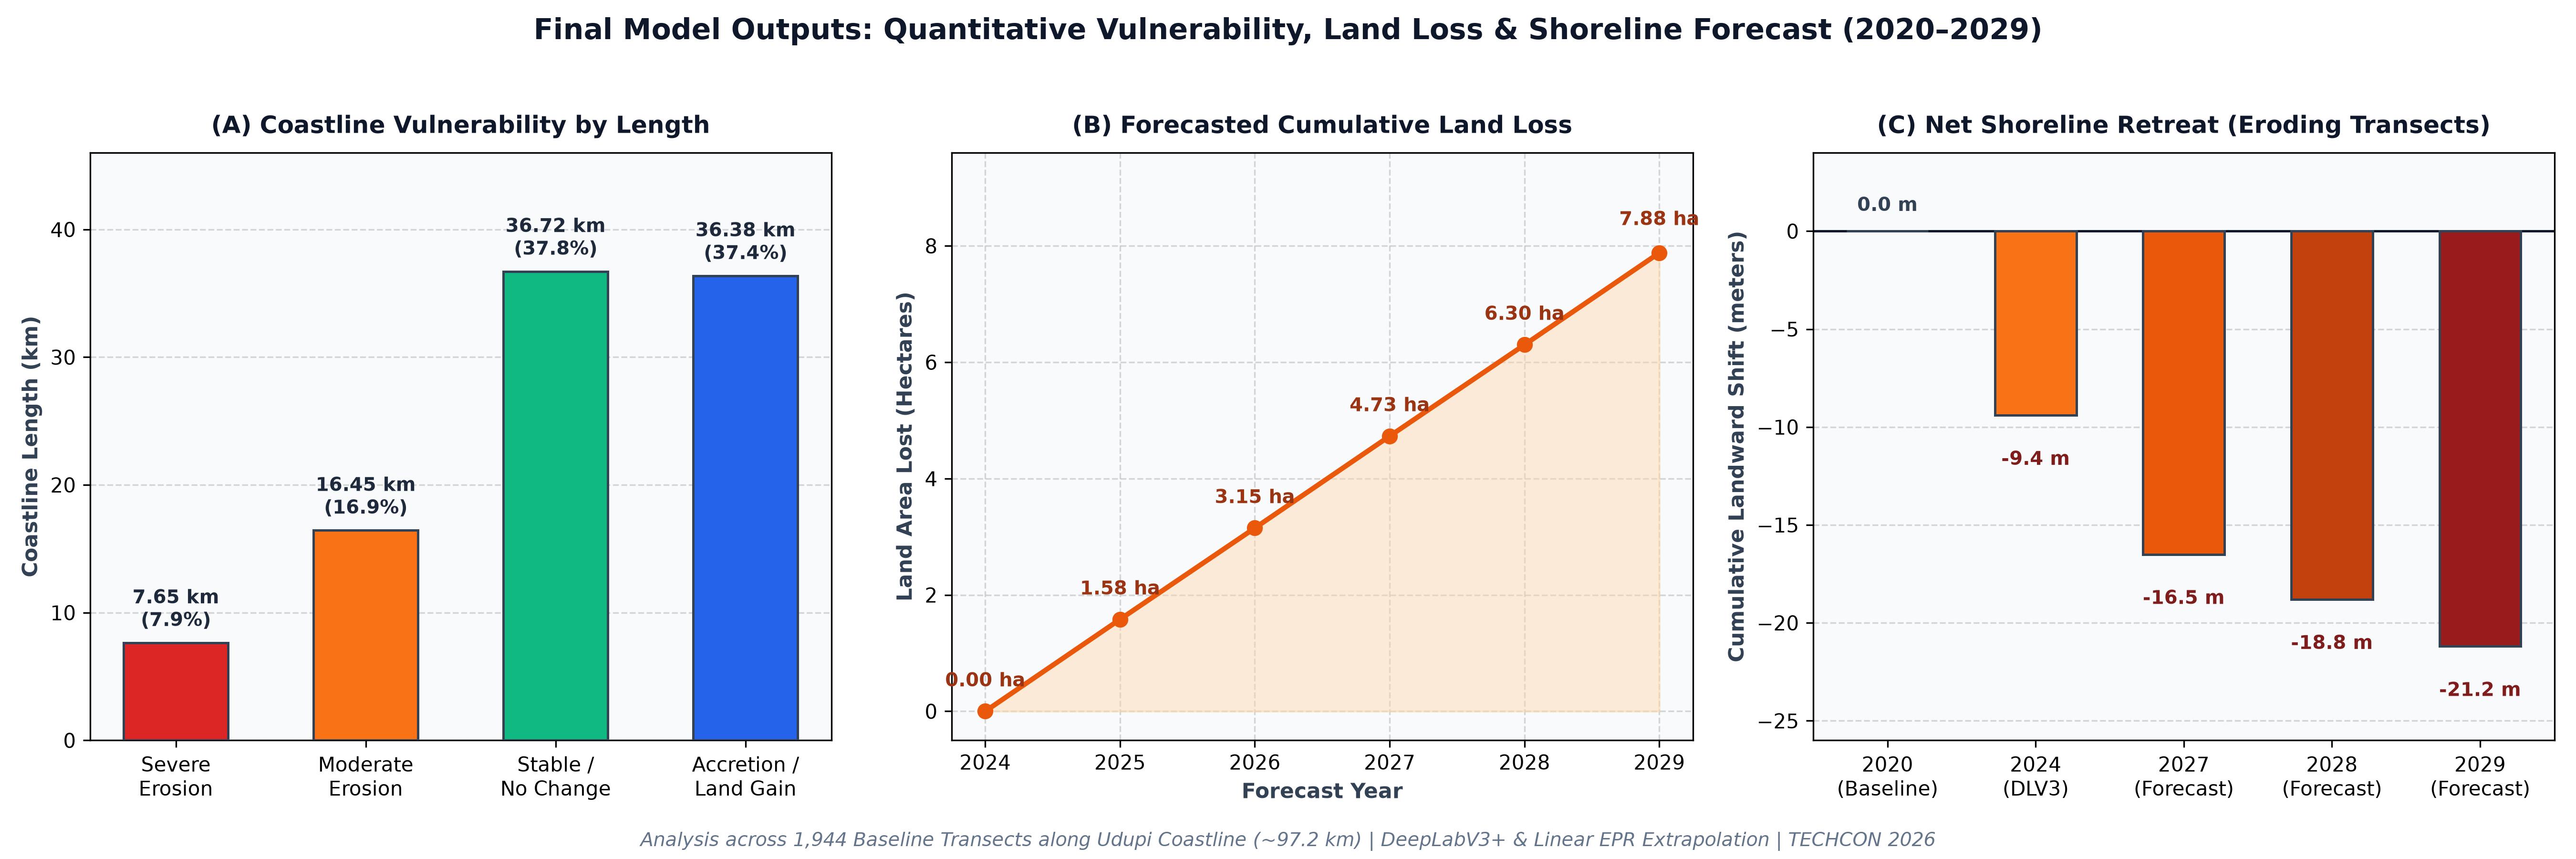 Final Model Outputs: Quantitative Vulnerability, Land Loss & Shoreline Forecast (2020–2029)
(A) Coastline Vulnerability by Length
Coastline Length (km)
40
30
20
10
0
7.65 km
(7.9%)
16.45 km
(16.9%)
36.72 km
(37.8%)
36.38 km
(37.4%)
Severe
Erosion
Moderate
Erosion
Stable /
No Change
Accretion /
Land Gain
(B) Forecasted Cumulative Land Loss
Land Area Lost (Hectares)
8
6
4
2
0
0.00 ha
1.58 ha
3.15 ha
4.73 ha
6.30 ha
7.88 ha
2024
2025
2026
2027
2028
2029
Forecast Year
(C) Net Shoreline Retreat (Eroding Transects)
Cumulative Landward Shift (meters)
0
−5
−10
−15
−20
−25
0.0 m
-9.4 m
-16.5 m
-18.8 m
-21.2 m
2020
(Baseline)
2024
(DLV3)
2027
(Forecast)
2028
(Forecast)
2029
(Forecast)
Analysis across 1,944 Baseline Transects along Udupi Coastline (~97.2 km) | DeepLabV3+ & Linear EPR Extrapolation | TECHCON 2026